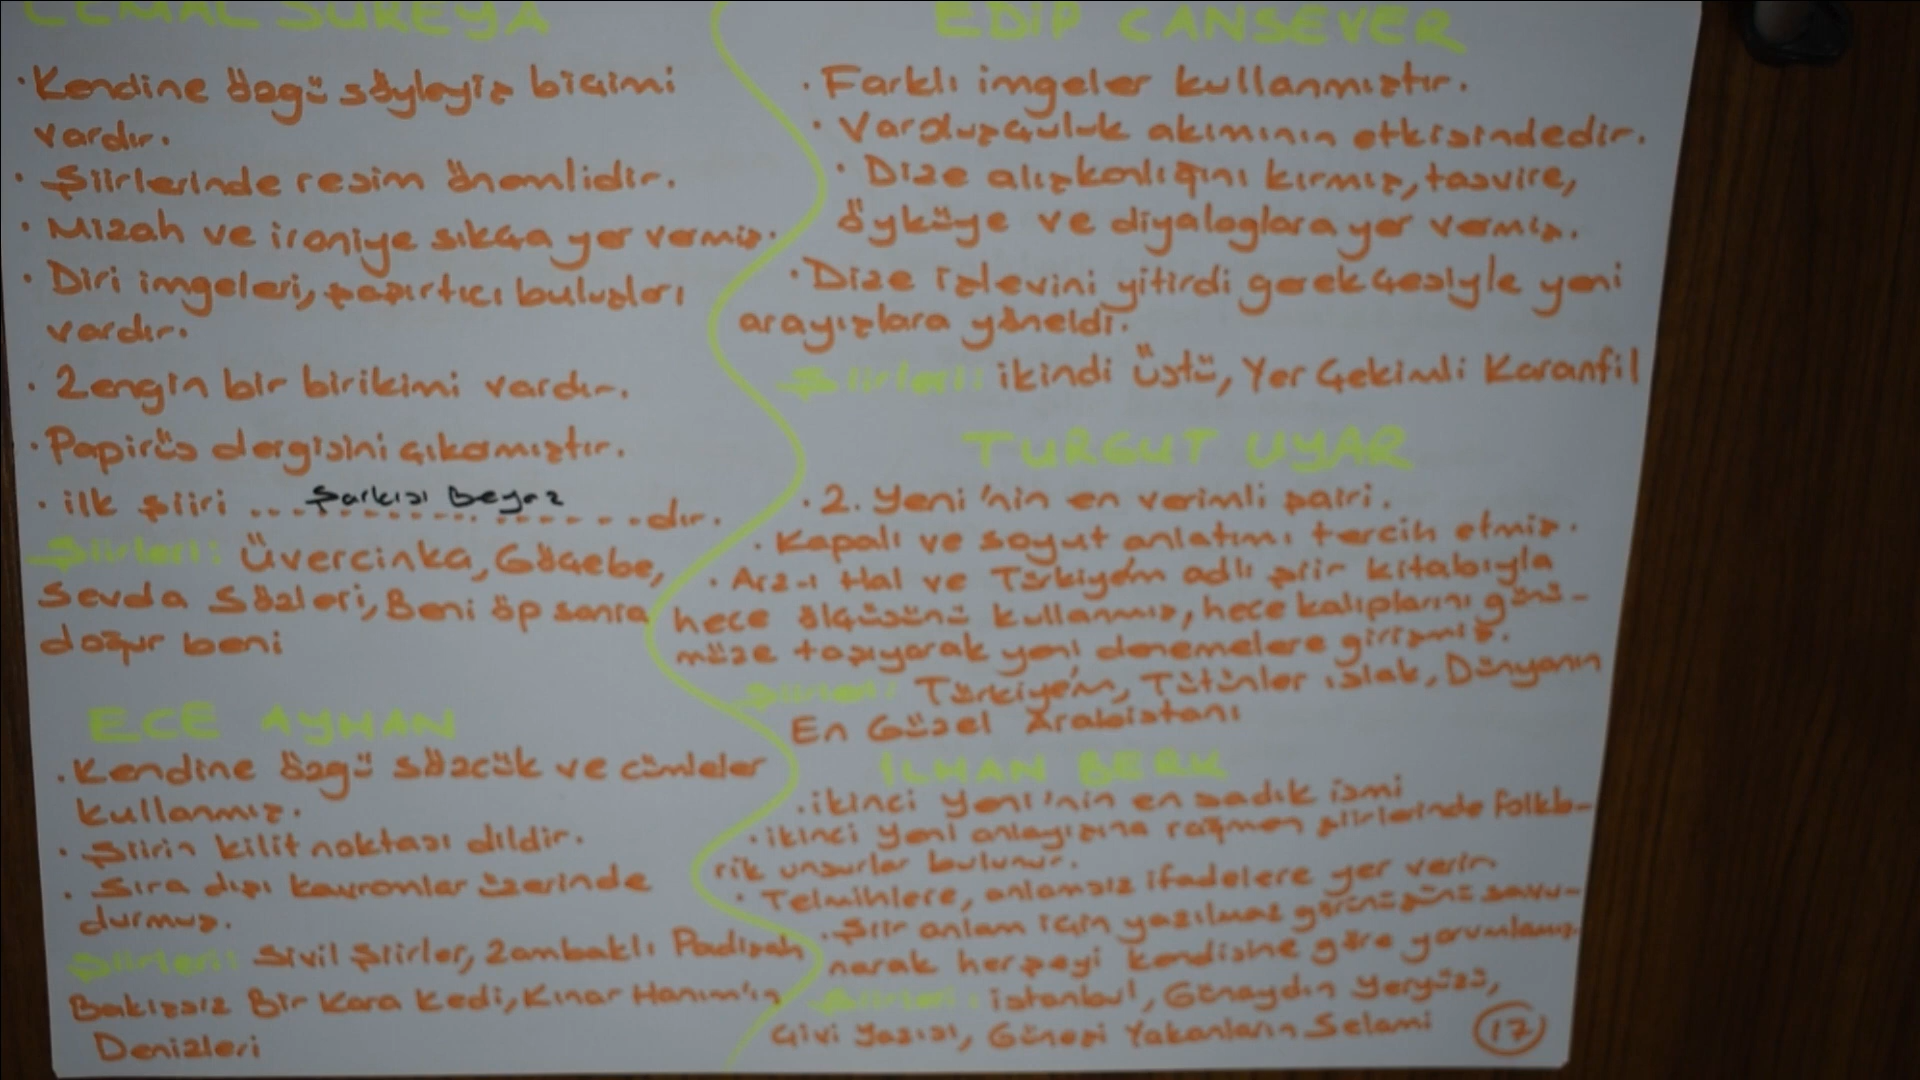 CEMAL SÜREYA
· Kendine özgü söyleyiş biçimi
vardır.
· Şiirlerinde resim önemlidir.
· Mizah ve ironiye sıkça yer vermiş.
· Diri imgeleri, şaşırtıcı buluşları
vardır.
· Zengin bir birikimi vardır.
· Papirüs dergisini çıkarmıştır.
· ilk şiiri ....Şarkısı Beyaz.......dır.
Şiirleri: Üvercinka, Göçebe,
Sevda Sözleri, Beni öp sonra
doğur beni
ECE AYHAN
· Kendine özgü sözcük ve cümleler
kullanmış.
· Şiirin kilit noktası dildir.
· Sıra dışı kavramlar üzerinde
durmuş.
Şiirleri: Sivil Şiirler, Zambaklı Padişah
Bakışsız Bir Kara Kedi, Kınar Hanım'ın
Denizleri
EDİP CANSEVER
· Farklı imgeler kullanmıştır.
· Varoluşçuluk akımının etkisindedir.
· Dize alışkanlığını kırmış, tasvire,
öyküye ve diyaloglara yer vermiş.
· Dize işlevini yitirdi gerekçesiyle yeni
arayışlara yöneldi.
Şiirleri: ikindi Üstü, Yer Çekimli Karanfil
TURGUT UYAR
· 2. Yeni'nin en verimli şairi.
· Kapalı ve soyut anlatımı tercih etmiş.
· Arz-ı Hal ve Türkiyem adlı şiir kitabıyla
hece ölçüsünü kullanmış, hece kalıplarını günü-
müze taşıyarak yeni denemelere girişmiş.
Şiirleri: Türkiyem, Tütünler ıslak, Dünyanın
En Güzel Arabistanı
İLHAN BERK
· ikinci yeni'nin en sadık ismi
· ikinci yeni anlayışına rağmen şiirlerinde folklo-
rik unsurlar bulunur.
· Telmihlere, anlamsız ifadelere yer verir.
· Şiir anlam için yazılmaz görüşünü savu-
narak herşeyi kendisine göre yorumlamış.
Şiirleri: istanbul, Günaydın Yeryüzü,
Çivi Yazısı, Güneşi Yakanların Selamı
17